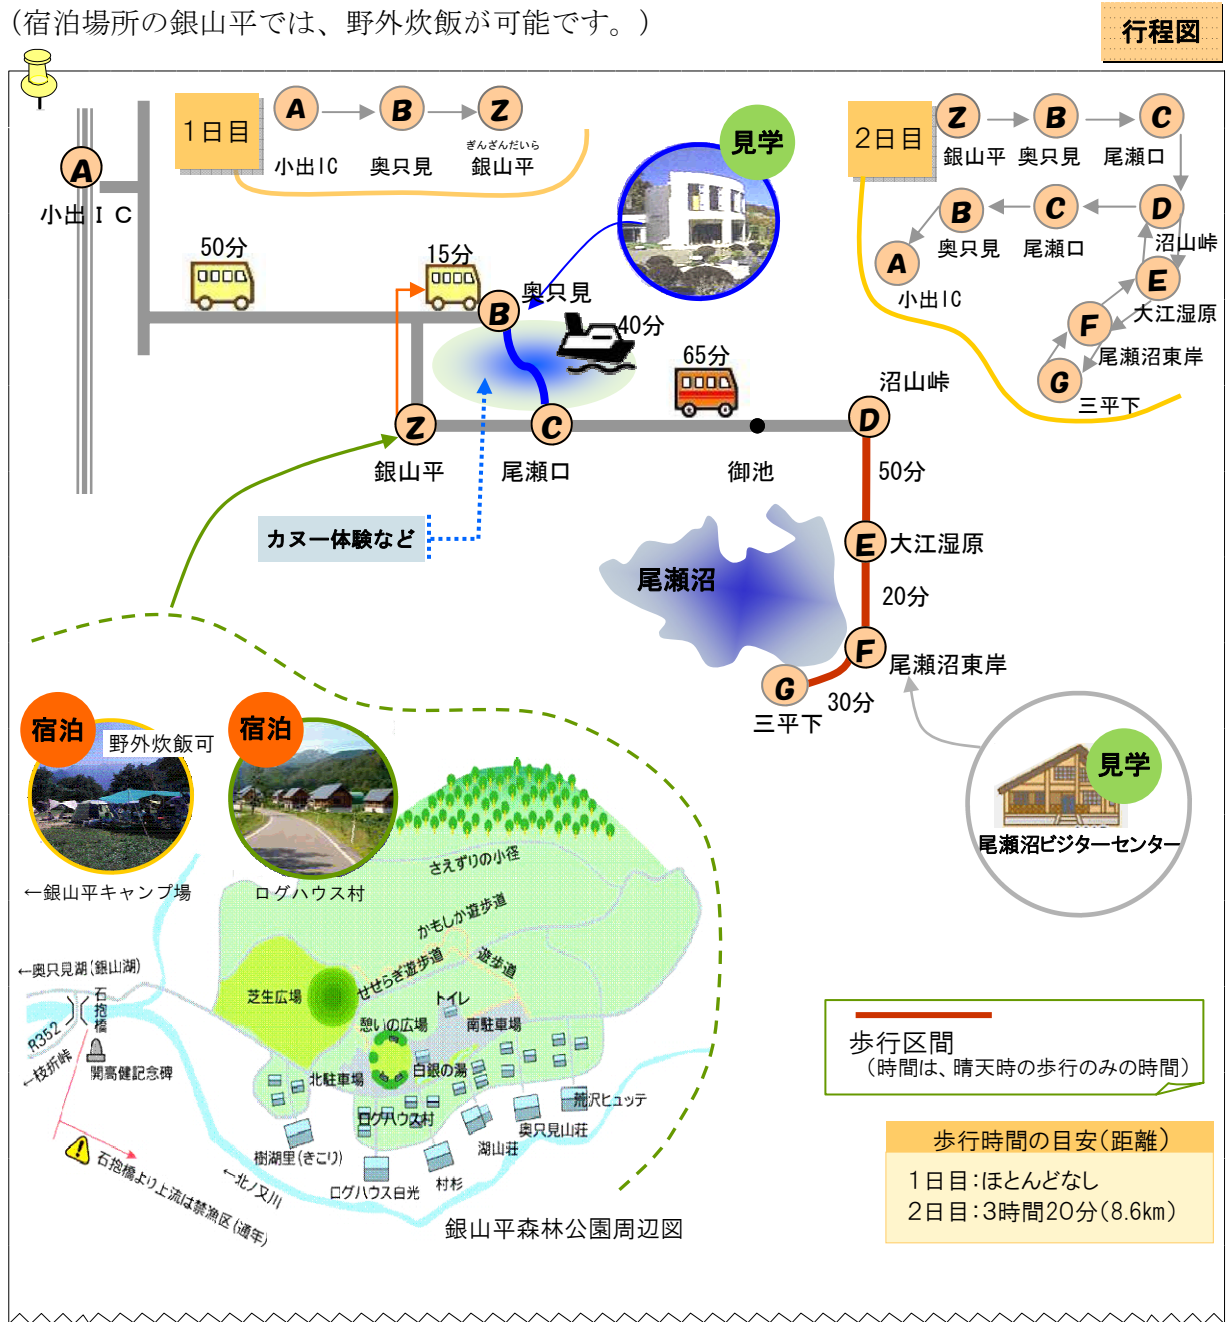 (宿泊場所の銀山平では、野外炊飯が可能です。)
行程図
1日目
A
B
Z
小出IC
奥只見
ぎんざんだいら
銀山平
見学
2日目
Z
B
C
銀山平
奥只見
尾瀬口
B
C
D
奥只見
尾瀬口
沼山峠
A
小出IC
E
大江湿原
F
尾瀬沼東岸
G
三平下
A
小出IC
50分
15分
B
奥只見
40分
65分
沼山峠
Z
C
D
銀山平
尾瀬口
御池
50分
カヌー体験など
E
大江湿原
尾瀬沼
20分
F
尾瀬沼東岸
G
30分
三平下
宿泊
野外炊飯可
宿泊
見学
尾瀬沼ビジターセンター
←銀山平キャンプ場
ログハウス村
さえずりの小径
かもしか遊歩道
せせらぎ遊歩道
遊歩道
←奥只見湖(銀山湖)
石抱橋
芝生広場
トイレ
憩いの広場
南駐車場
R352
←枝折峠
開高健記念碑
北駐車場
白銀の湯
ログハウス村
荒沢ヒュッテ
奥只見山荘
湖山荘
樹湖里(きこり)
村杉
ログハウス白光
石抱橋より上流は禁漁区(通年)
←北ノ又川
銀山平森林公園周辺図
歩行区間
(時間は、晴天時の歩行のみの時間)
歩行時間の目安(距離)
1日目:ほとんどなし
2日目:3時間20分(8.6km)